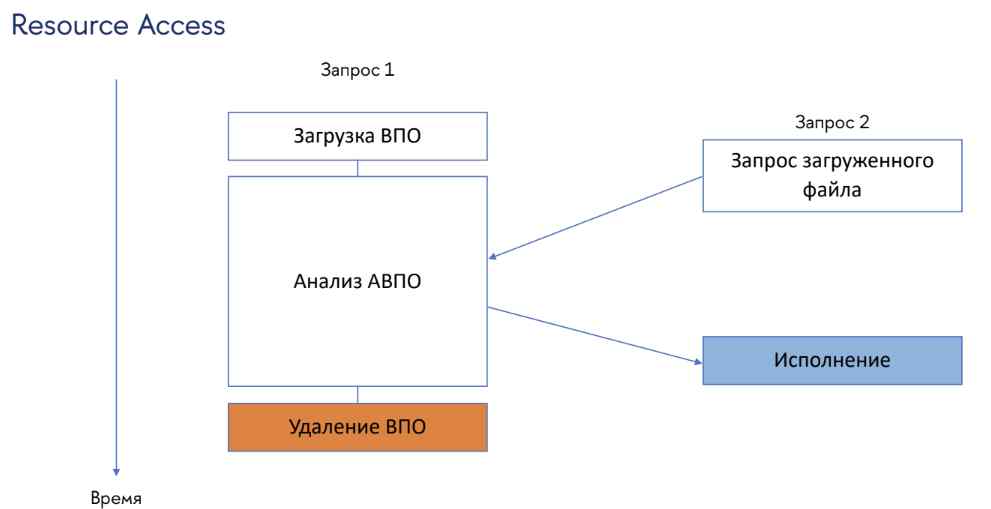 Resource Access
Запрос 1
Загрузка ВПО
Запрос 2
Запрос загруженного
файла
Анализ АВПО
Исполнение
Удаление ВПО
Время